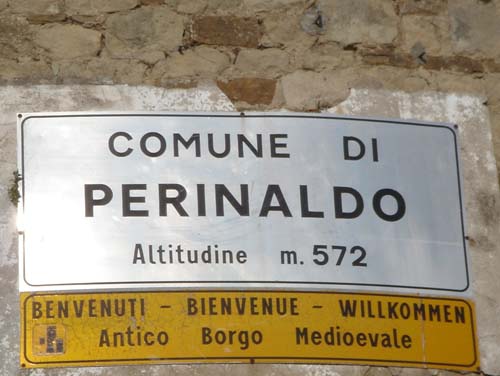 COMUNE DI
PERINALDO
Altitudine m. 572
BENVENUTI - BIENVENUE - WILLKOMMEN
Antico Borgo Medioevale